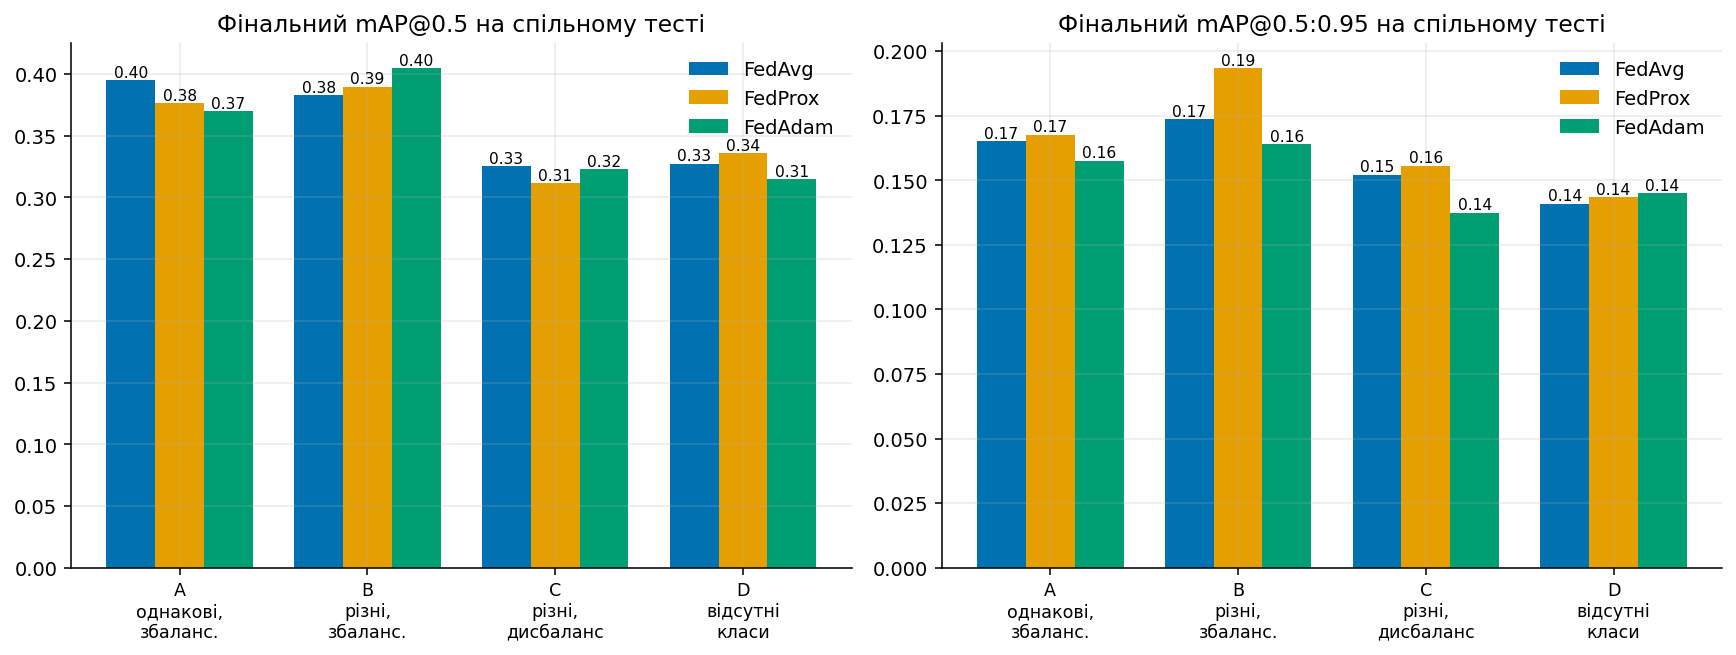 Фінальний mAP@0.5 на спільному тесті
0.40
0.35
0.30
0.25
0.20
0.15
0.10
0.05
0.00
0.40
0.38
0.37
0.38
0.39
0.40
0.33
0.31
0.32
0.33
0.34
0.31
FedAvg
FedProx
FedAdam
A
однакові,
збаланс.
B
різні,
збаланс.
C
різні,
дисбаланс
D
відсутні
класи
Фінальний mAP@0.5:0.95 на спільному тесті
0.200
0.175
0.150
0.125
0.100
0.075
0.050
0.025
0.000
0.17
0.17
0.16
0.17
0.19
0.16
0.15
0.16
0.14
0.14
0.14
0.14
FedAvg
FedProx
FedAdam
A
однакові,
збаланс.
B
різні,
збаланс.
C
різні,
дисбаланс
D
відсутні
класи